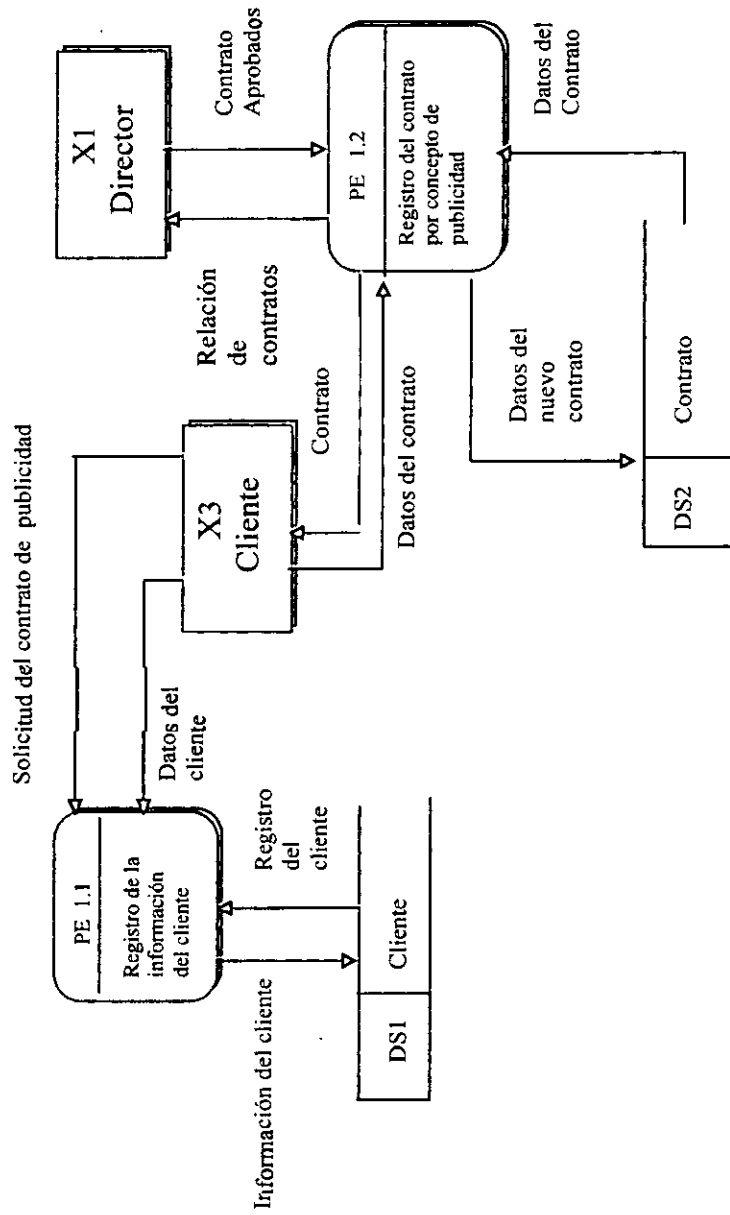 Solicitud del contrato de publicidad
PE 1.1
Registro de la
información
del cliente
Datos del
cliente
X3
Cliente
Relación
de
contratos
X1
Director
Contrato
Aprobados
Información del cliente
Registro
del
cliente
DS1
Cliente
Contrato
Datos del contrato
PE 1.2
Registro del contrato
por concepto de
publicidad
Datos del
nuevo
contrato
Datos del
Contrato
DS2
Contrato